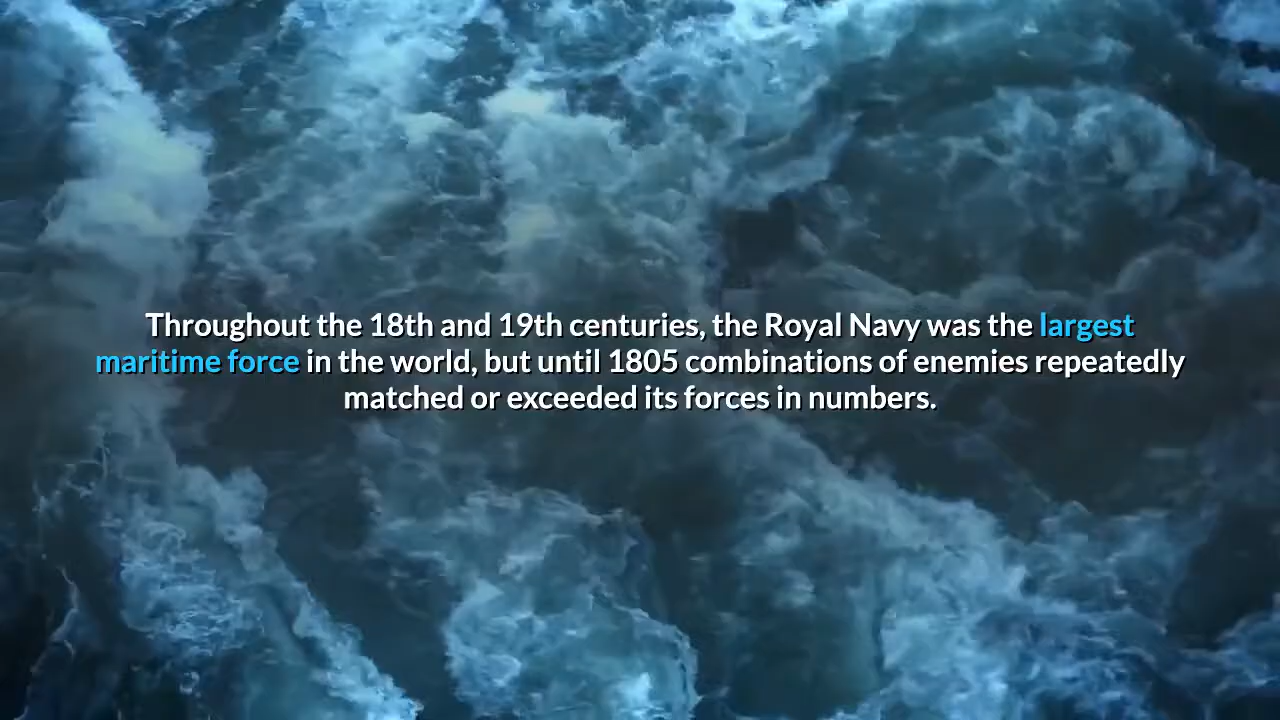 Throughout the 18th and 19th centuries, the Royal Navy was the largest
maritime force in the world, but until 1805 combinations of enemies repeatedly
matched or exceeded its forces in numbers.